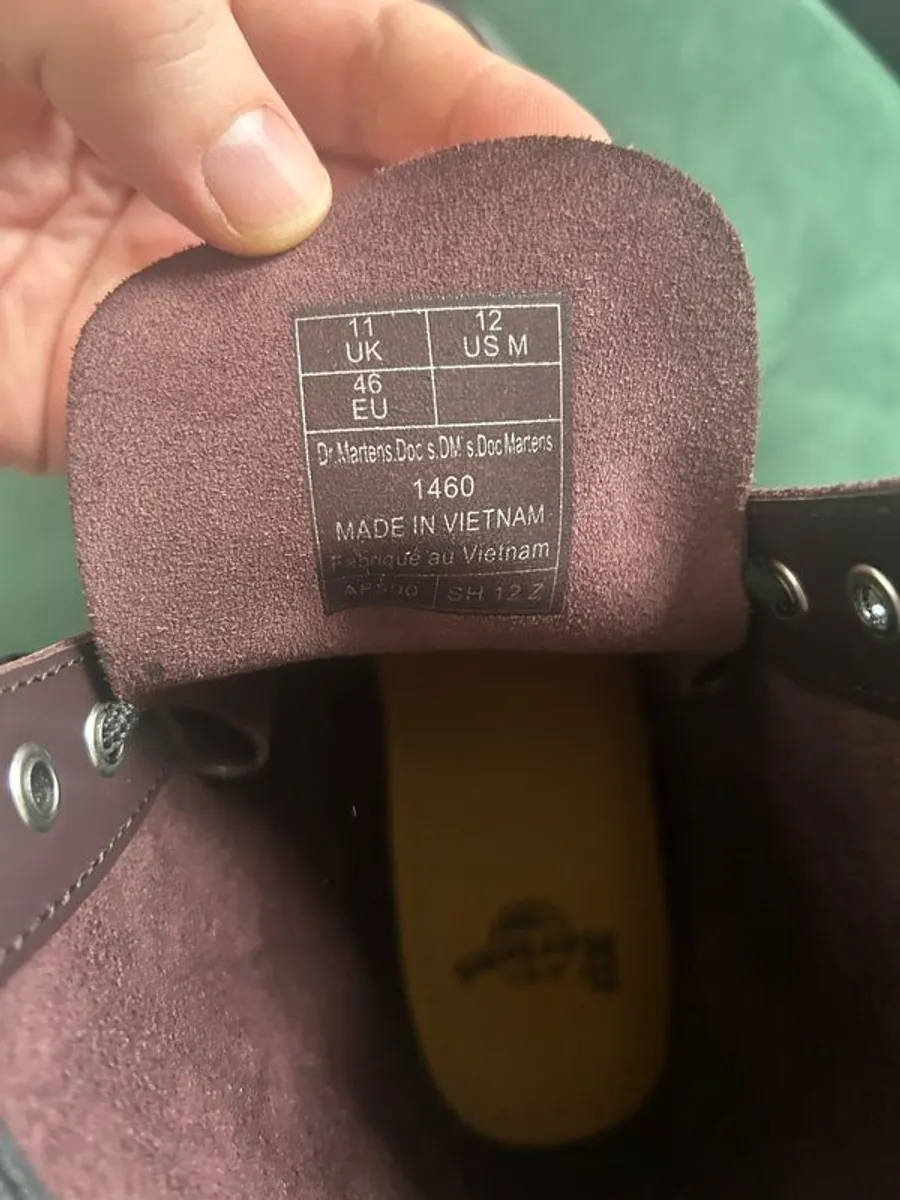 11 12
UK US M
46
EU
Dr.Martens.Doc's.DM's.DocMartens
1460
MADE IN VIETNAM
Fabriqué au Vietnam
AP500 SH 12 Z